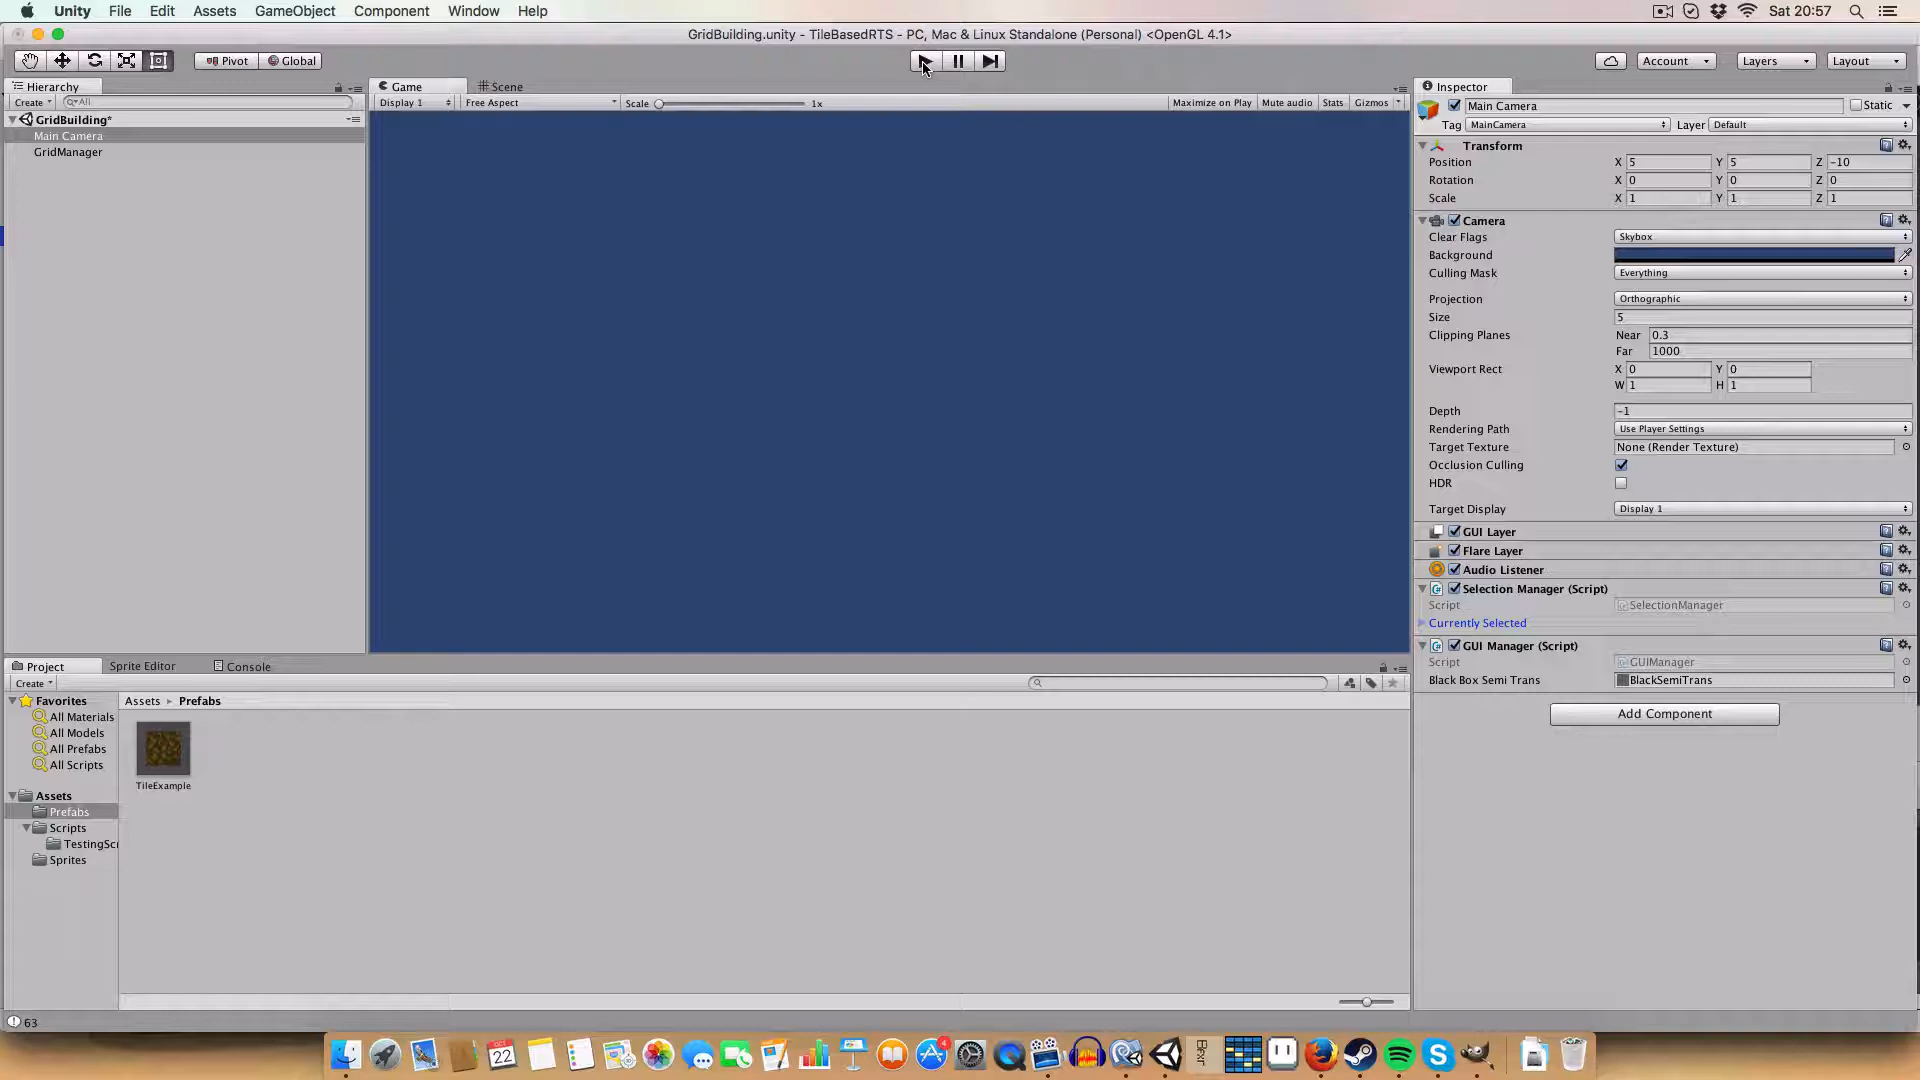 Unity File Edit Assets GameObject Component Window Help Sat 20:57
GridBuilding.unity - TileBasedRTS - PC, Mac & Linux Standalone (Personal) <OpenGL 4.1>
Pivot Global Account Layers Layout
Hierarchy Game Scene Inspector
Create All Display 1 Free Aspect Scale 1x Maximize on Play Mute audio Stats Gizmos
Main Camera Static
Tag MainCamera Layer Default
GridBuilding*
Main Camera
GridManager
Transform
Position X 5 Y 5 Z -10
Rotation X 0 Y 0 Z 0
Scale X 1 Y 1 Z 1
Camera
Clear Flags Skybox
Background
Culling Mask Everything
Projection Orthographic
Size 5
Clipping Planes Near 0.3
Far 1000
Viewport Rect X 0 Y 0
W 1 H 1
Depth -1
Rendering Path Use Player Settings
Target Texture None (Render Texture)
Occlusion Culling
HDR
Target Display Display 1
GUI Layer
Flare Layer
Audio Listener
Selection Manager (Script)
Script SelectionManager
Currently Selected
GUI Manager (Script)
Script GUIManager
Black Box Semi Trans BlackSemiTrans
Add Component
Project Sprite Editor Console
Create
Favorites
All Materials
All Models
All Prefabs
All Scripts
Assets
Prefabs
Scripts
TestingScr
Sprites
Assets Prefabs
TileExample
63
OCT
22
4